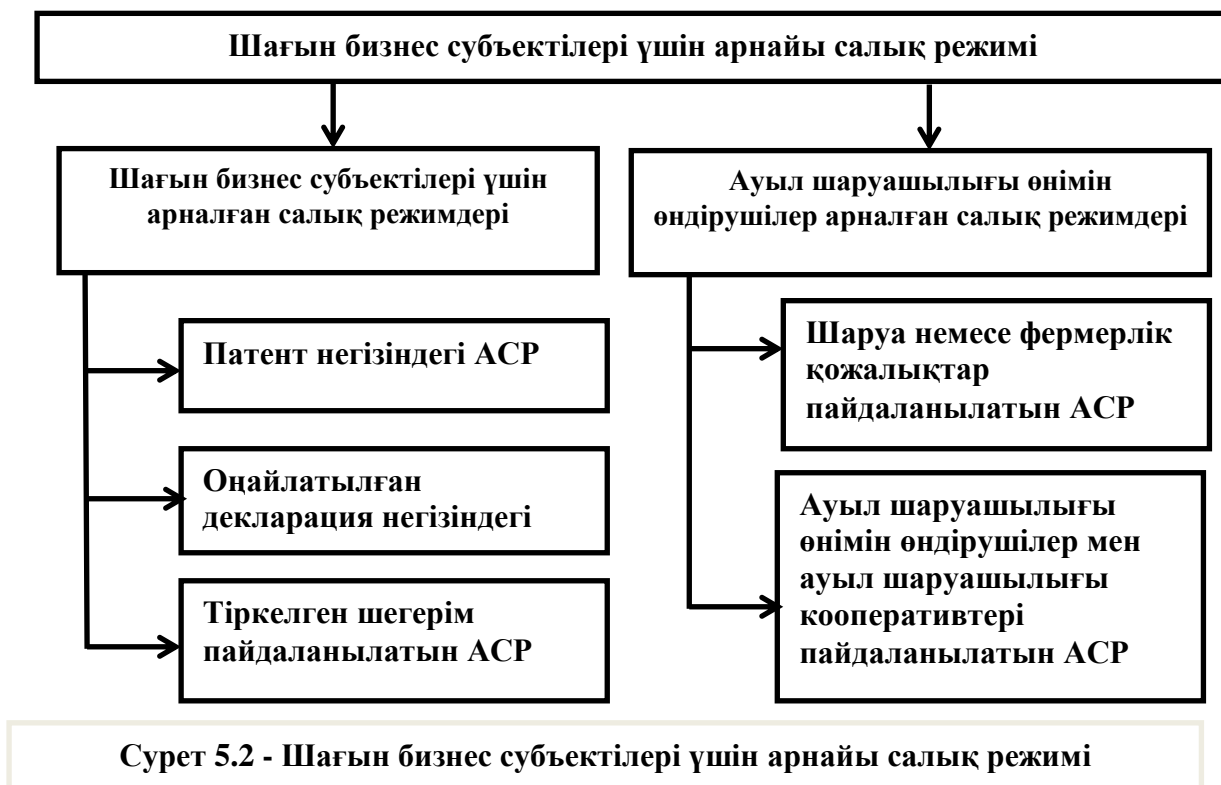 Шағын бизнес субъектілері үшін арнайы салық режимі
Шағын бизнес субъектілері үшін
арналған салық режимдері
Ауыл шаруашылығы өнімін
өндірушілер арналған салық режимдері
Патент негізіндегі АСР
Оңайлатылған
декларация негізіндегі
Тіркелген шегерім
пайдаланылатын АСР
Шаруа немесе фермерлік
қожалықтар
пайдаланылатын АСР
Ауыл шаруашылығы
өнімін өндірушілер мен
ауыл шаруашылығы
кооперативтері
пайдаланылатын АСР
Сурет 5.2 - Шағын бизнес субъектілері үшін арнайы салық режимі